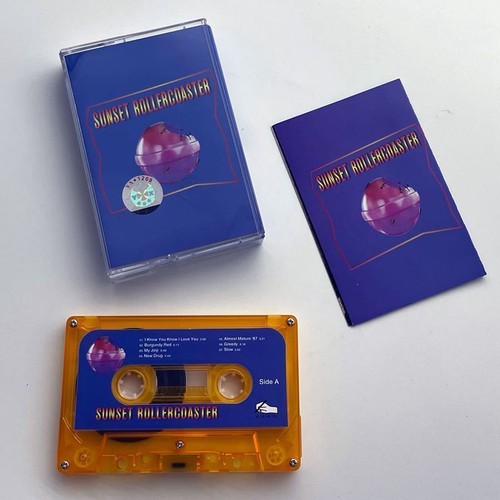 SUNSET ROLLERCOASTER
SUNSET ROLLERCOASTER
I Know You Know I Love You
Burgundy Red
My Jinji
New Drug
Almost Mature '87
Greedy
Slow
Side A
SUNSET ROLLERCOASTER